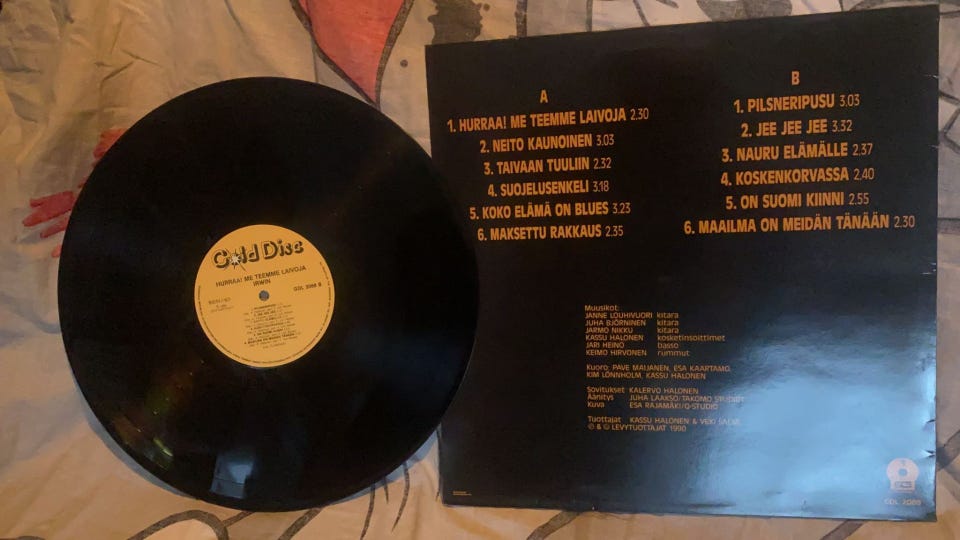 Gold Disc
HURRAA! ME TEEMME LAIVOJA
IRWIN
GDL 2088 B
A
1. HURRAA! ME TEEMME LAIVOJA 2.30
2. NEITO KAUNOINEN 3.03
3. TAIVAAN TUULIIN 2.32
4. SUOJELUSENKELI 3.18
5. KOKO ELÄMÄ ON BLUES 3.23
6. MAKSETTU RAKKAUS 2.35
B
1. PILSNERIPUSU 3.03
2. JEE JEE JEE 3.32
3. NAURU ELÄMÄLLE 2.37
4. KOSKENKORVASSA 2.40
5. ON SUOMI KIINNI 2.55
6. MAAILMA ON MEIDÄN TÄNÄÄN 2.30
Muusikot:
JANNE LOUHIVUORI kitara
JUHA BJÖRNINEN kitara
JARMO NIKKU kitara
KASSU HALONEN kosketinsoittimet
JARI HEINO basso
KEIMO HIRVONEN rummut
Kuoro: PAVE MAIJANEN, ESA KAARTAMO,
KIM LÖNNHOLM, KASSU HALONEN
Sovitukset KALERVO HALONEN
Äänitys JUHA LAAKSO/TAKOMO STUDIOT
Kuva ESA RAJAMÄKI/Q-STUDIO
Tuottajat KASSU HALONEN & VEXI SALMI
℗ & © LEVYTUOTTAJAT 1990
GDL 2088